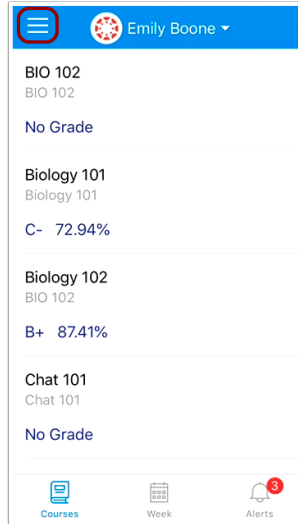 Emily Boone
BIO 102
BIO 102
No Grade
Biology 101
Biology 101
C- 72.94%
Biology 102
BIO 102
B+ 87.41%
Chat 101
Chat 101
No Grade
3
Courses Week Alerts